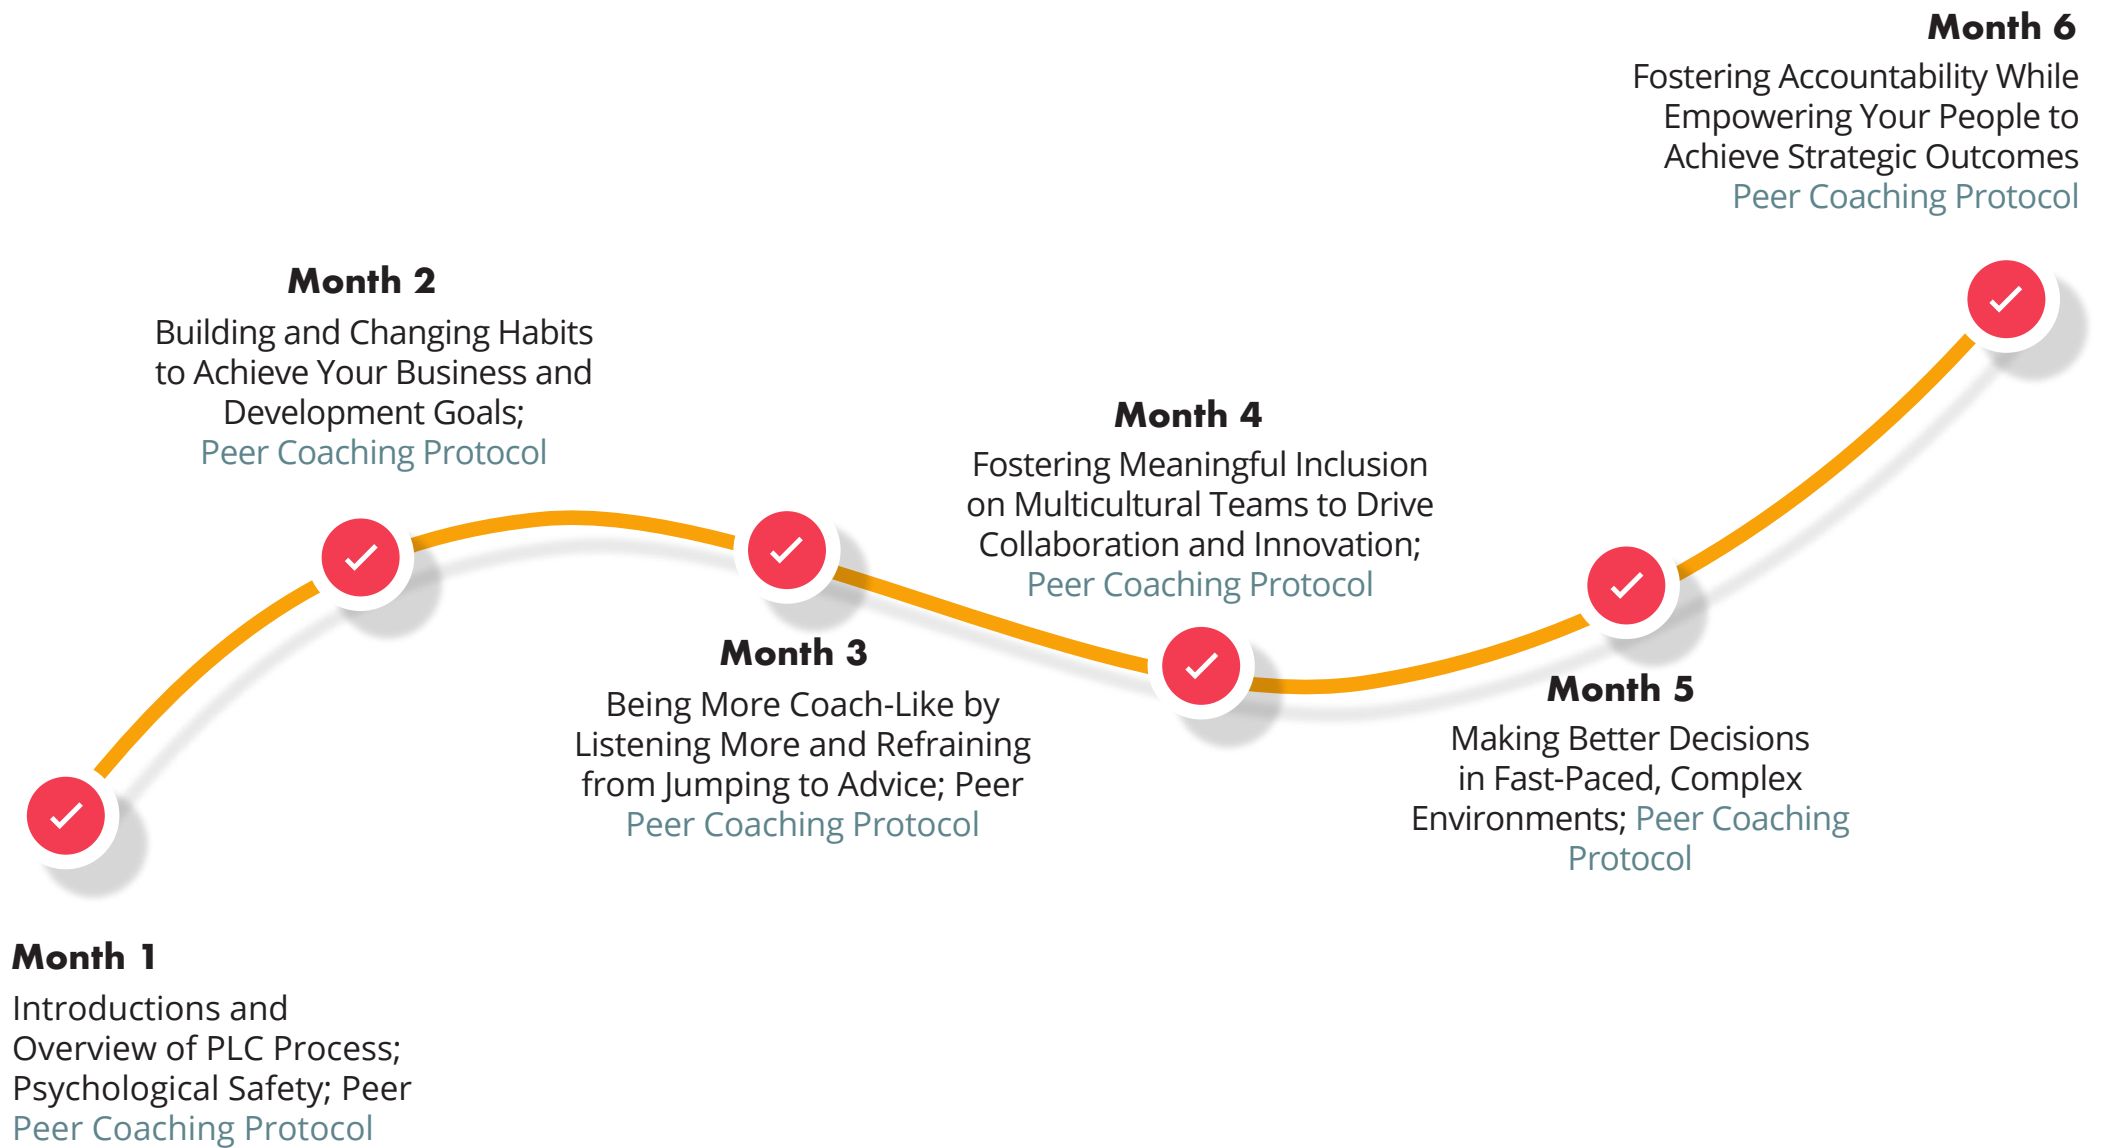 Month 1
Introductions and
Overview of PLC Process;
Psychological Safety; Peer
Peer Coaching Protocol
Month 2
Building and Changing Habits
to Achieve Your Business and
Development Goals;
Peer Coaching Protocol
Month 3
Being More Coach-Like by
Listening More and Refraining
from Jumping to Advice; Peer
Peer Coaching Protocol
Month 4
Fostering Meaningful Inclusion
on Multicultural Teams to Drive
Collaboration and Innovation;
Peer Coaching Protocol
Month 5
Making Better Decisions
in Fast-Paced, Complex
Environments; Peer Coaching
Protocol
Month 6
Fostering Accountability While
Empowering Your People to
Achieve Strategic Outcomes
Peer Coaching Protocol